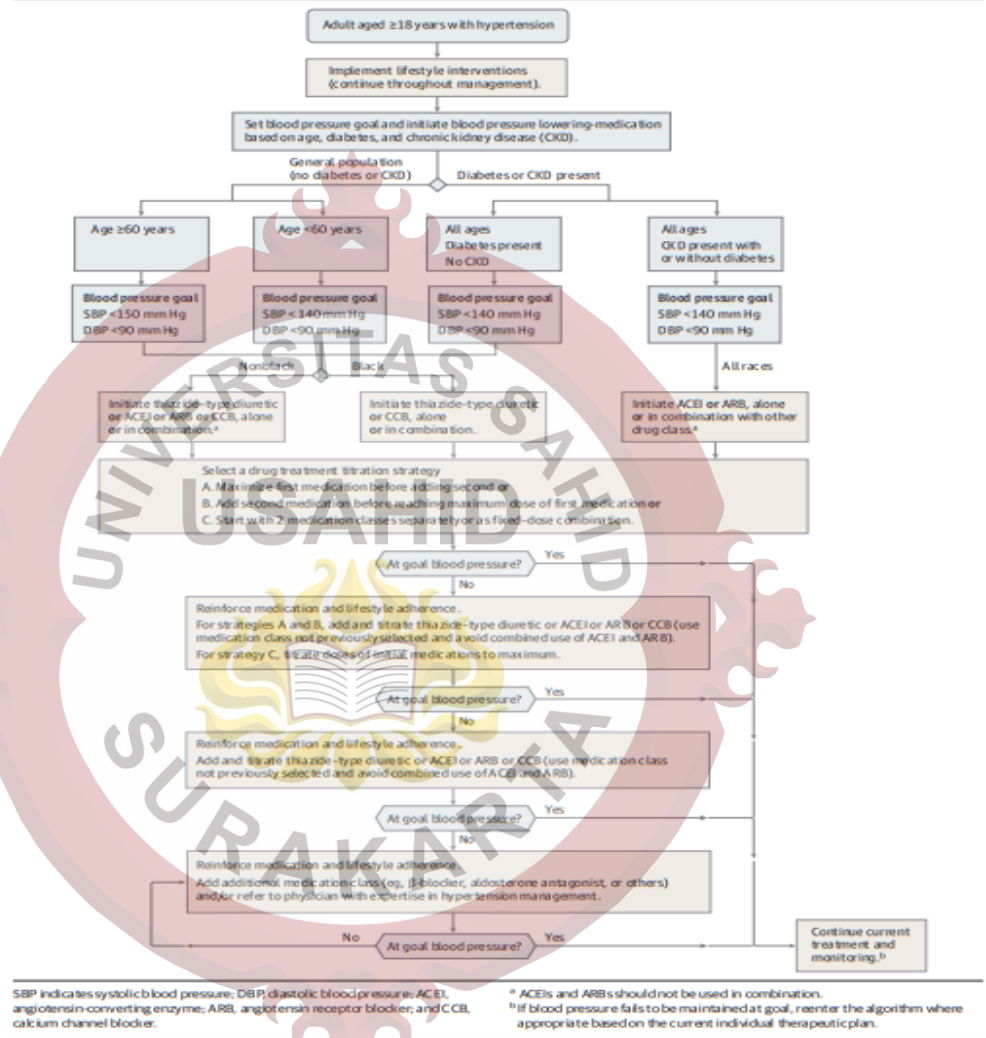 Adult aged ≥18 years with hypertension
Implement lifestyle interventions
(continue throughout management).
Set blood pressure goal and initiate blood pressure lowering-medication
based on age, diabetes, and chronic kidney disease (CKD).
General population
(no diabetes or CKD)
Diabetes or CKD present
Age ≥60 years
Age <60 years
All ages
Diabetes present
No CKD
All ages
CKD present with
or without diabetes
Blood pressure goal
SBP <150 mm Hg
DBP <90 mm Hg
Blood pressure goal
SBP <140 mm Hg
DBP <90 mm Hg
Blood pressure goal
SBP <140 mm Hg
DBP <90 mm Hg
Blood pressure goal
SBP <140 mm Hg
DBP <90 mm Hg
Nonblack
Black
All races
Initiate thiazide-type diuretic
or ACEI or ARB or CCB, alone
or in combination.a
Initiate thiazide-type diuretic
or CCB, alone
or in combination.
Initiate ACEI or ARB, alone
or in combination with other
drug class.a
Select a drug treatment titration strategy
A. Maximize first medication before adding second or
B. Add second medication before reaching maximum dose of first medication or
C. Start with 2 medication classes separately or as fixed-dose combination.
At goal blood pressure?
Yes
No
Reinforce medication and lifestyle adherence.
For strategies A and B, add and titrate thiazide-type diuretic or ACEI or ARB or CCB (use
medication class not previously selected and avoid combined use of ACEI and ARB).
For strategy C, titrate doses of initial medications to maximum.
At goal blood pressure?
Yes
No
Reinforce medication and lifestyle adherence.
Add and titrate thiazide-type diuretic or ACEI or ARB or CCB (use medication class
not previously selected and avoid combined use of ACEI and ARB).
At goal blood pressure?
Yes
No
Reinforce medication and lifestyle adherence.
Add additional medication class (eg, β-blocker, aldosterone antagonist, or others)
and/or refer to physician with expertise in hypertension management.
No
At goal blood pressure?
Yes
Continue current
treatment and
monitoring.b
SBP indicates systolic blood pressure; DBP, diastolic blood pressure; ACEI,
angiotensin-converting enzyme; ARB, angiotensin receptor blocker; and CCB,
calcium channel blocker.
a ACEIs and ARBs should not be used in combination.
b If blood pressure fails to be maintained at goal, reenter the algorithm where
appropriate based on the current individual therapeutic plan.
UNIVERSITAS SAHID
USAHID
SURAKARTA